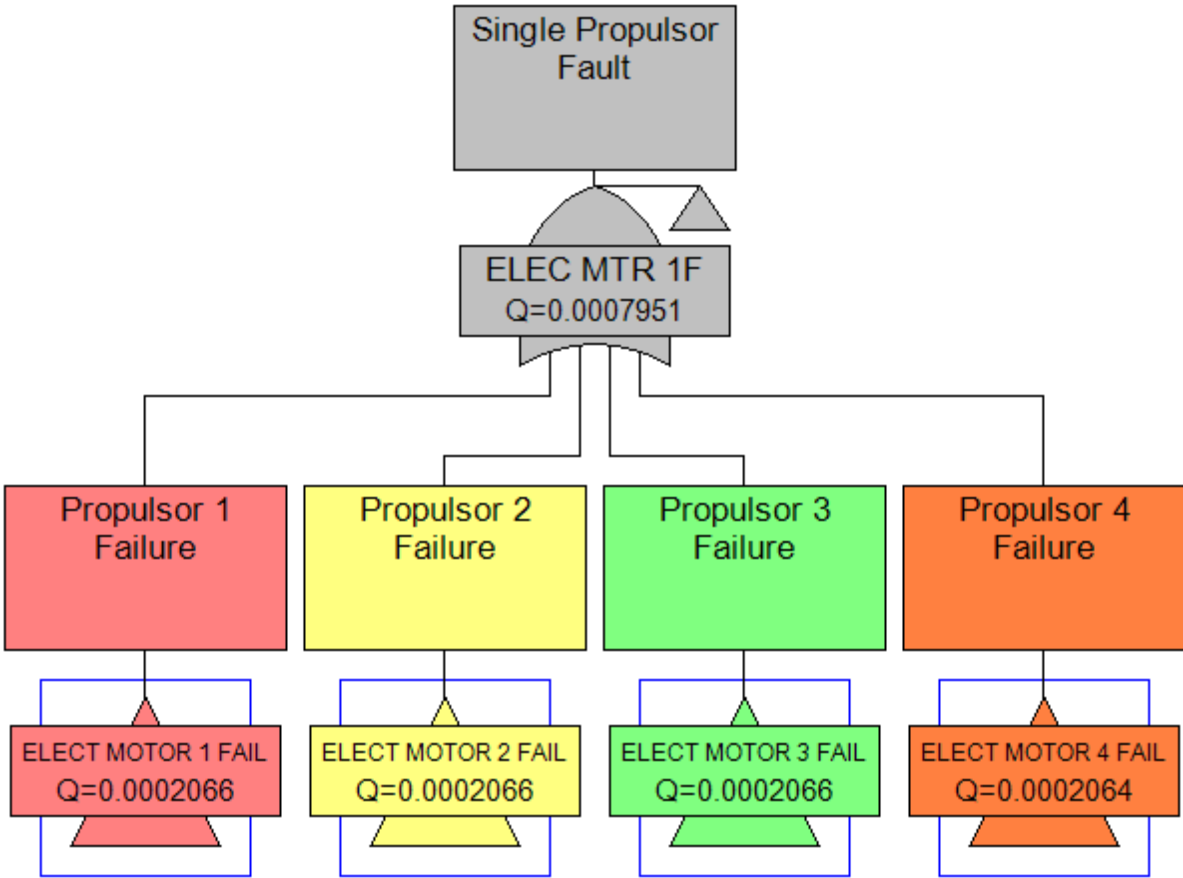 Single Propulsor
Fault
ELEC MTR 1F
Q=0.0007951
Propulsor 1
Failure
Propulsor 2
Failure
Propulsor 3
Failure
Propulsor 4
Failure
ELECT MOTOR 1 FAIL
Q=0.0002066
ELECT MOTOR 2 FAIL
Q=0.0002066
ELECT MOTOR 3 FAIL
Q=0.0002066
ELECT MOTOR 4 FAIL
Q=0.0002064